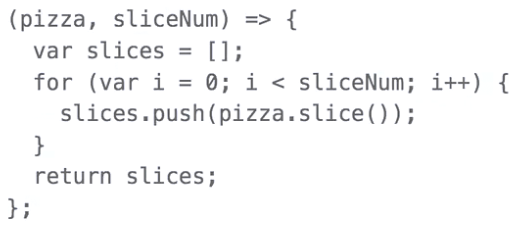 (pizza, sliceNum) => {
  var slices = [];
  for (var i = 0; i < sliceNum; i++) {
    slices.push(pizza.slice());
  }
  return slices;
};